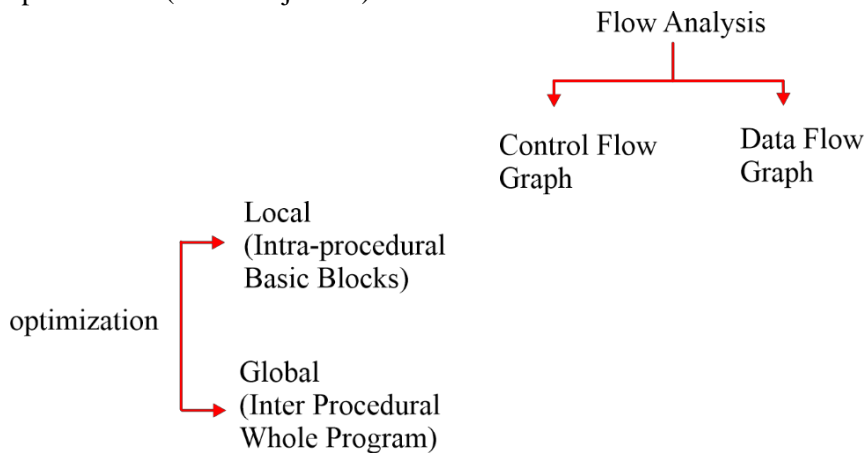 Flow Analysis
Control Flow
Graph
Data Flow
Graph
Local
(Intra-procedural
Basic Blocks)
optimization
Global
(Inter Procedural
Whole Program)